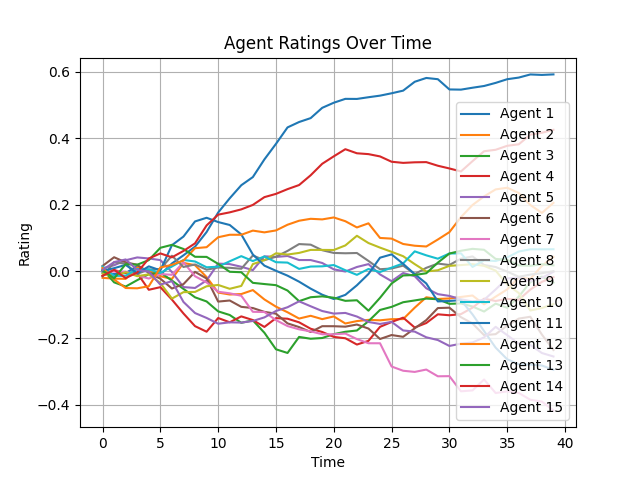 Agent Ratings Over Time
Rating
0.6
0.4
0.2
0.0
−0.2
−0.4
Agent 1
Agent 2
Agent 3
Agent 4
Agent 5
Agent 6
Agent 7
Agent 8
Agent 9
Agent 10
Agent 11
Agent 12
Agent 13
Agent 14
Agent 15
0 5 10 15 20 25 30 35 40
Time